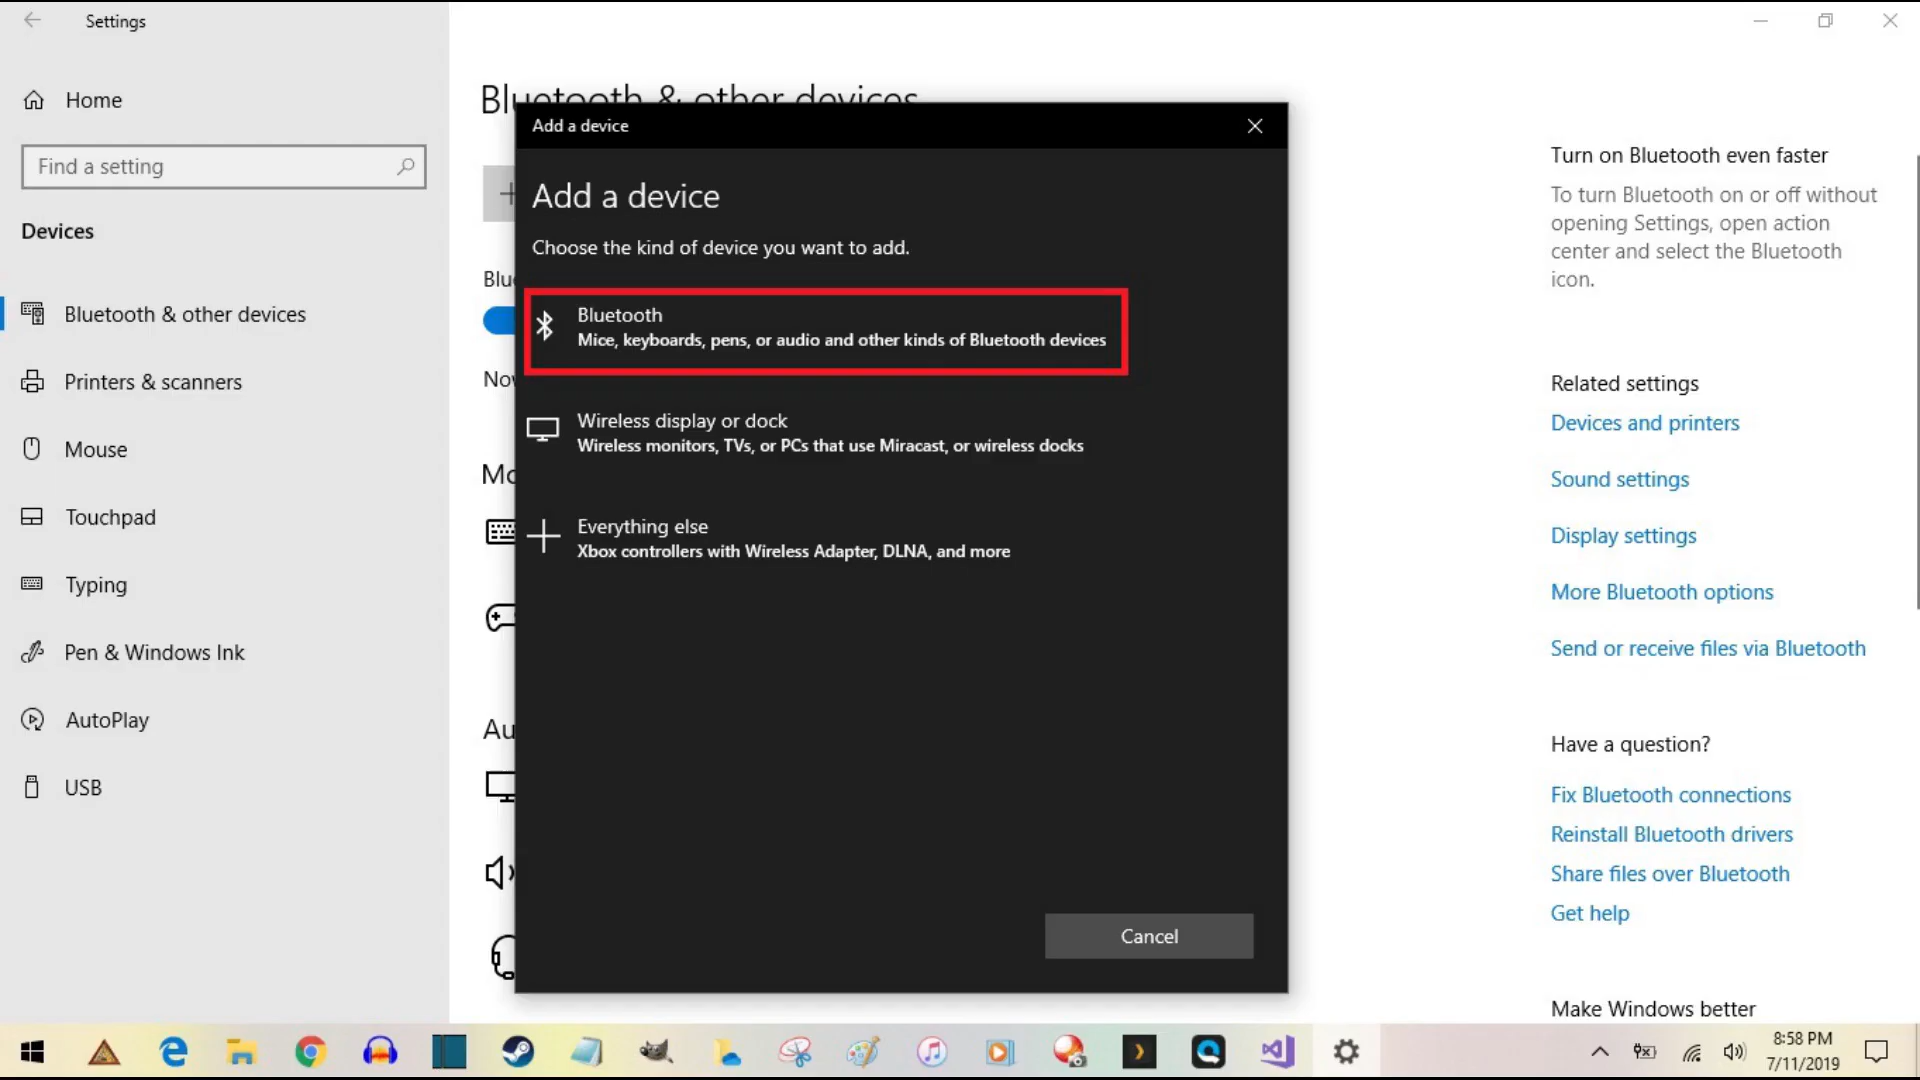 Settings
Home
Find a setting
Devices
Bluetooth & other devices
Printers & scanners
Mouse
Touchpad
Typing
Pen & Windows Ink
AutoPlay
USB
Bluetooth & other devices
Add a device
Add a device
Choose the kind of device you want to add.
Bluetooth
Mice, keyboards, pens, or audio and other kinds of Bluetooth devices
Wireless display or dock
Wireless monitors, TVs, or PCs that use Miracast, or wireless docks
Everything else
Xbox controllers with Wireless Adapter, DLNA, and more
Cancel
Turn on Bluetooth even faster
To turn Bluetooth on or off without
opening Settings, open action
center and select the Bluetooth
icon.
Related settings
Devices and printers
Sound settings
Display settings
More Bluetooth options
Send or receive files via Bluetooth
Have a question?
Fix Bluetooth connections
Reinstall Bluetooth drivers
Share files over Bluetooth
Get help
Make Windows better
8:58 PM
7/11/2019